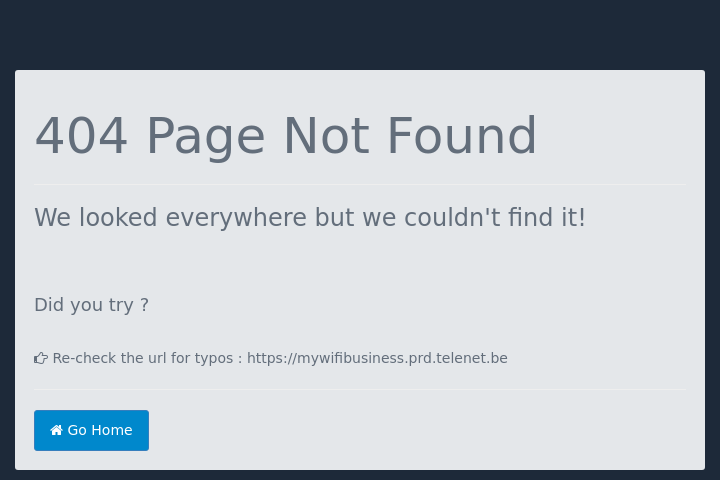 404 Page Not Found
We looked everywhere but we couldn't find it!
Did you try ?
Re-check the url for typos : https://mywifibusiness.prd.telenet.be
Go Home